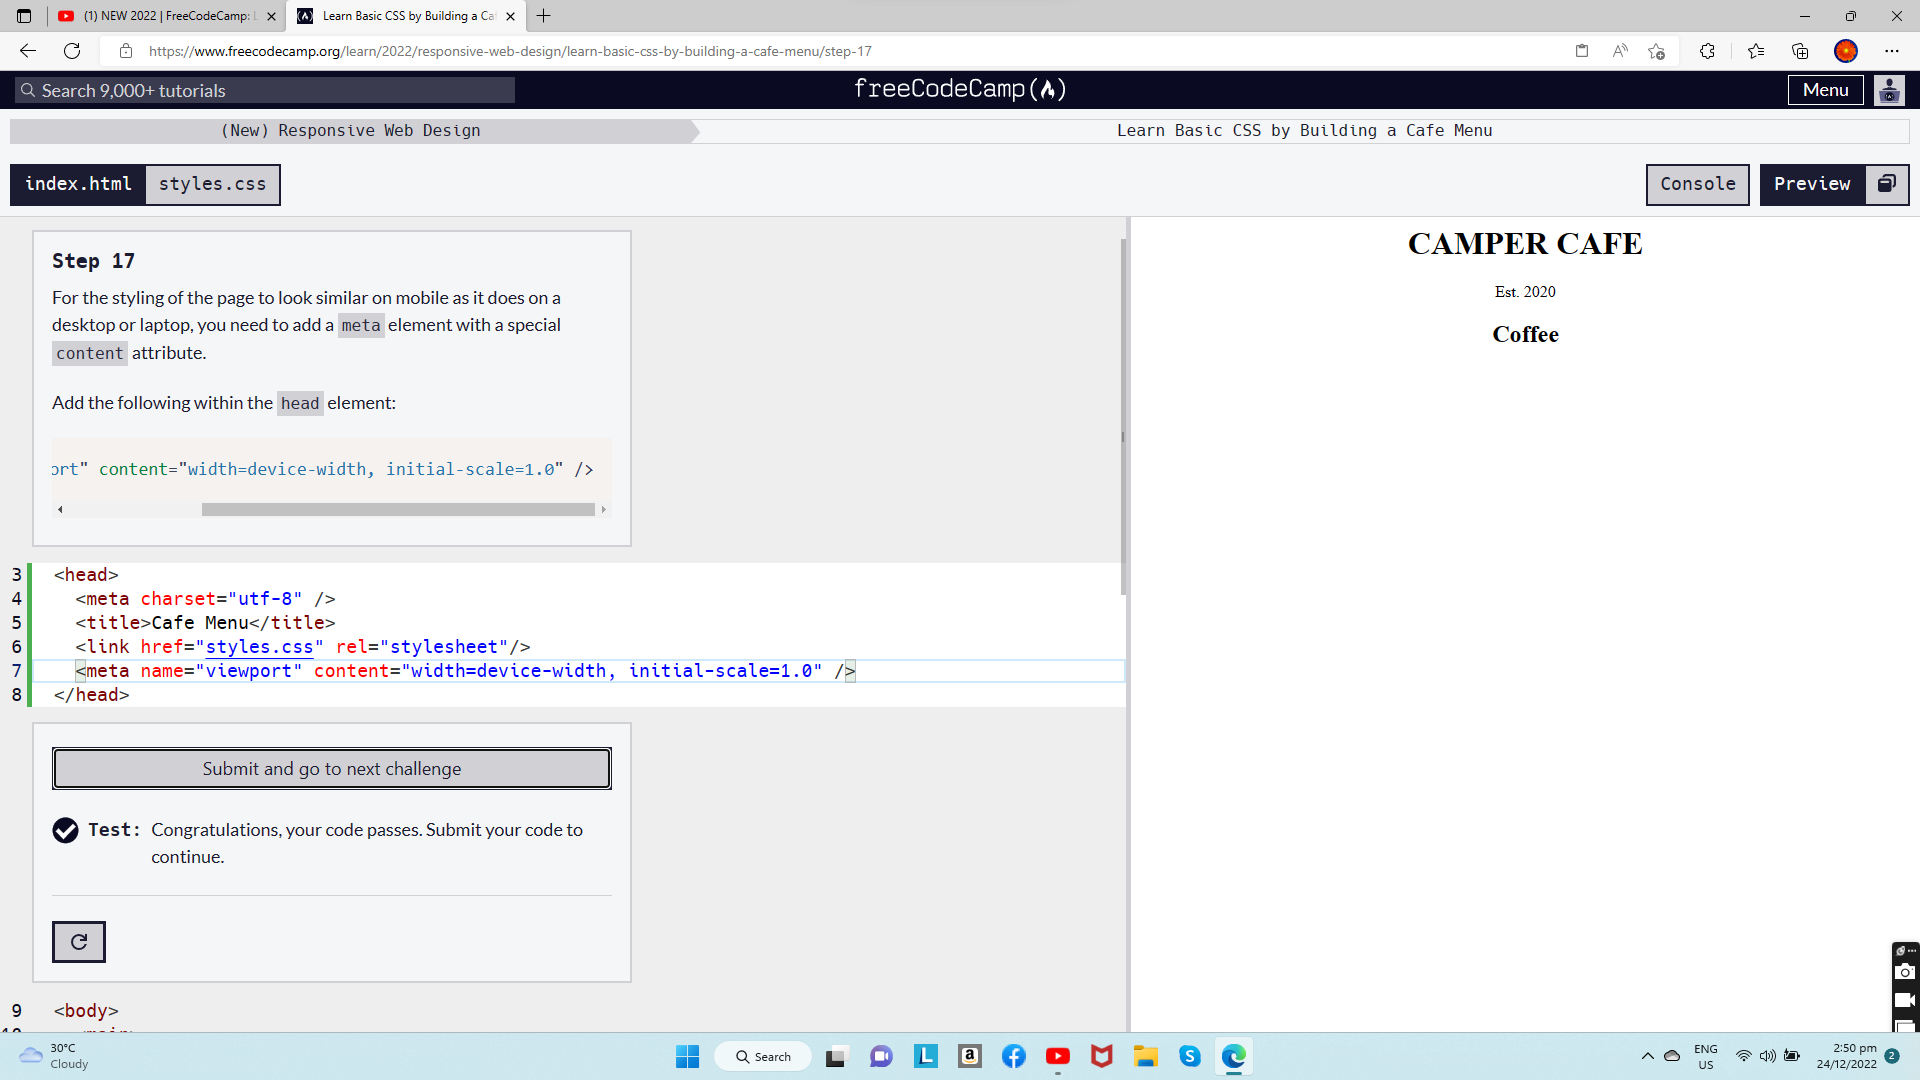 (1) NEW 2022 | FreeCodeCamp: L
Learn Basic CSS by Building a Caf
https://www.freecodecamp.org/learn/2022/responsive-web-design/learn-basic-css-by-building-a-cafe-menu/step-17
Search 9,000+ tutorials
freeCodeCamp
Menu
(New) Responsive Web Design
Learn Basic CSS by Building a Cafe Menu
index.html
styles.css
Console
Preview
Step 17
For the styling of the page to look similar on mobile as it does on a
desktop or laptop, you need to add a meta element with a special
content attribute.
Add the following within the head element:
ort" content="width=device-width, initial-scale=1.0" />
3 <head>
4 <meta charset="utf-8" />
5 <title>Cafe Menu</title>
6 <link href="styles.css" rel="stylesheet"/>
7 <meta name="viewport" content="width=device-width, initial-scale=1.0" />
8 </head>
Submit and go to next challenge
Test: Congratulations, your code passes. Submit your code to
continue.
9 <body>
CAMPER CAFE
Est. 2020
Coffee
30°C
Cloudy
Search
ENG
US
2:50 pm
24/12/2022
2